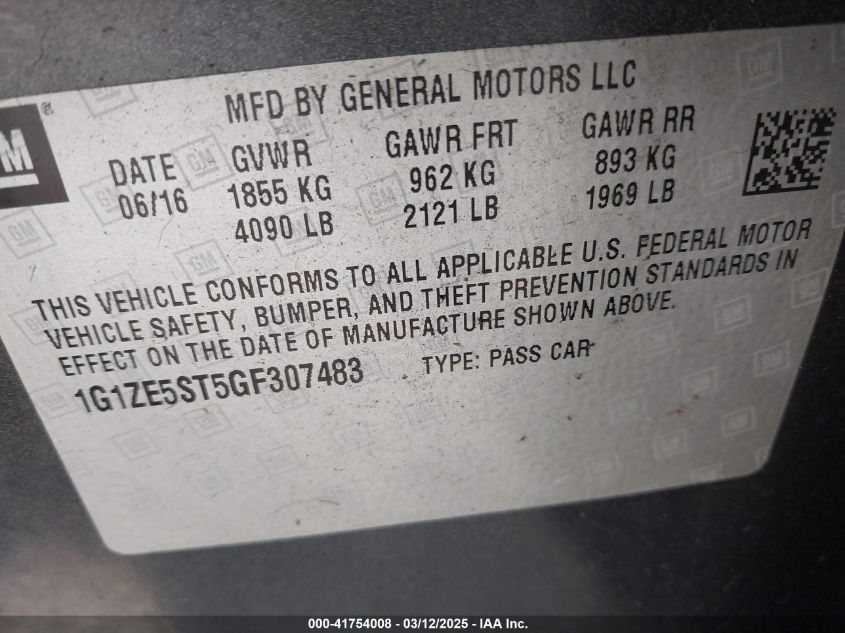 GM ®
MFD BY GENERAL MOTORS LLC
DATE GVWR GAWR FRT GAWR RR
06/16 1855 KG 962 KG 893 KG
4090 LB 2121 LB 1969 LB
THIS VEHICLE CONFORMS TO ALL APPLICABLE U.S. FEDERAL MOTOR
VEHICLE SAFETY, BUMPER, AND THEFT PREVENTION STANDARDS IN
EFFECT ON THE DATE OF MANUFACTURE SHOWN ABOVE.
1G1ZE5ST5GF307483 TYPE: PASS CAR
000-41754008 - 03/12/2025 - IAA Inc.